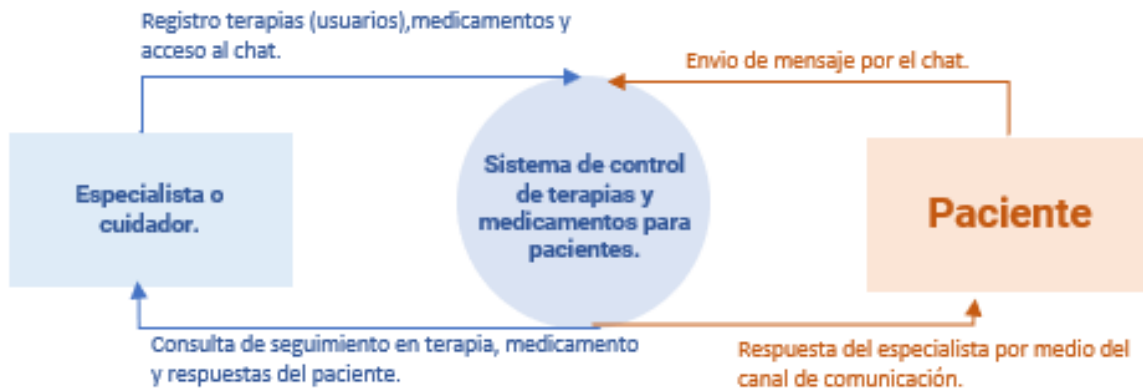 Registro terapias (usuarios),medicamentos y
acceso al chat.
Envio de mensaje por el chat.
Especialista o
cuidador.
Sistema de control
de terapias y
medicamentos para
pacientes.
Paciente
Consulta de seguimiento en terapia, medicamento
y respuestas del paciente.
Respuesta del especialista por medio del
canal de comunicación.